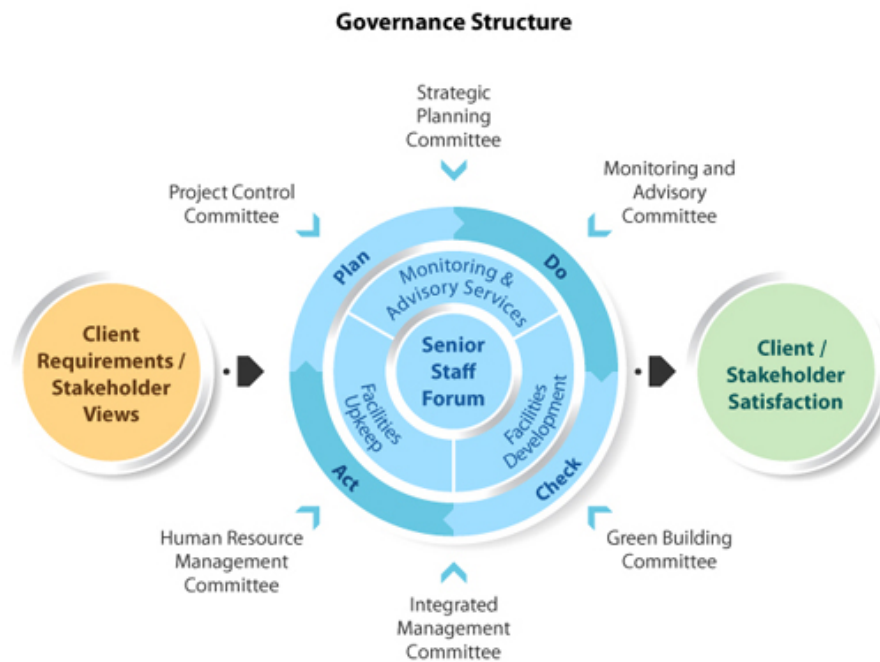 Governance Structure
Strategic
Planning
Committee
Project Control
Committee
Monitoring and
Advisory
Committee
Plan
Do
Monitoring &
Advisory Services
Client
Requirements /
Stakeholder
Views
Senior
Staff
Forum
Client /
Stakeholder
Satisfaction
Facilities
Upkeep
Facilities
Development
Act
Check
Human Resource
Management
Committee
Green Building
Committee
Integrated
Management
Committee